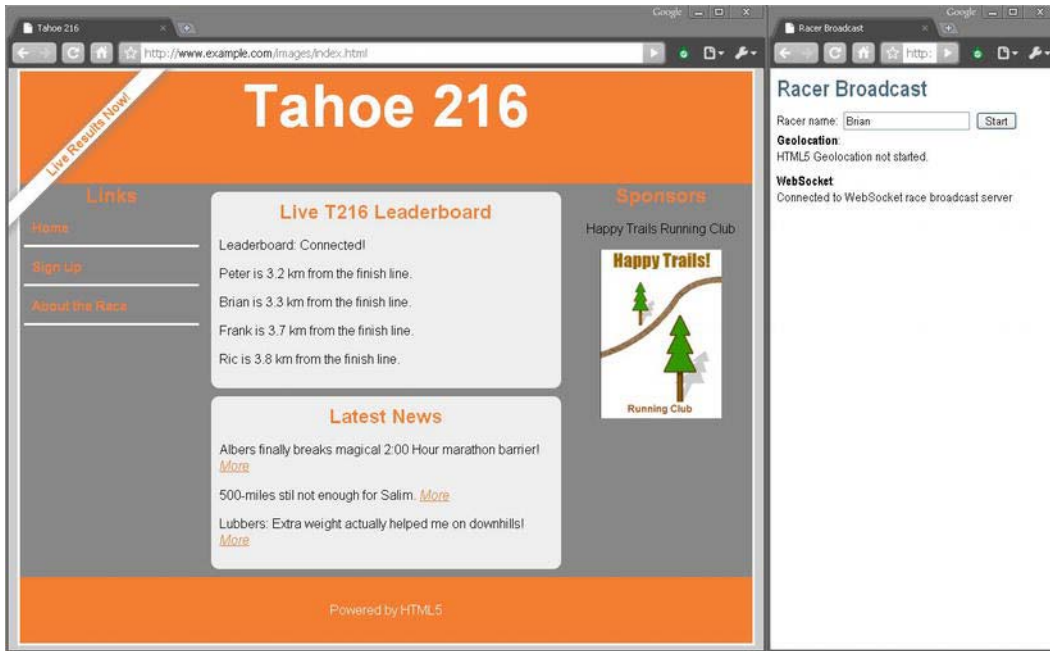 Google
Tahoe 216
http://www.example.com/images/index.html
Live Results Now!
Tahoe 216
Links
Home
Sign Up
About the Race
Live T216 Leaderboard
Leaderboard: Connected!
Peter is 3.2 km from the finish line.
Brian is 3.3 km from the finish line.
Frank is 3.7 km from the finish line.
Ric is 3.8 km from the finish line.
Latest News
Albers finally breaks magical 2:00 Hour marathon barrier!
More
500-miles stil not enough for Salim. More
Lubbers: Extra weight actually helped me on downhills!
More
Sponsors
Happy Trails Running Club
Happy Trails!
Running Club
Powered by HTML5
Google
Racer Broadcast
http:
Racer Broadcast
Racer name: Brian Start
Geolocation:
HTML5 Geolocation not started.
WebSocket
Connected to WebSocket race broadcast server